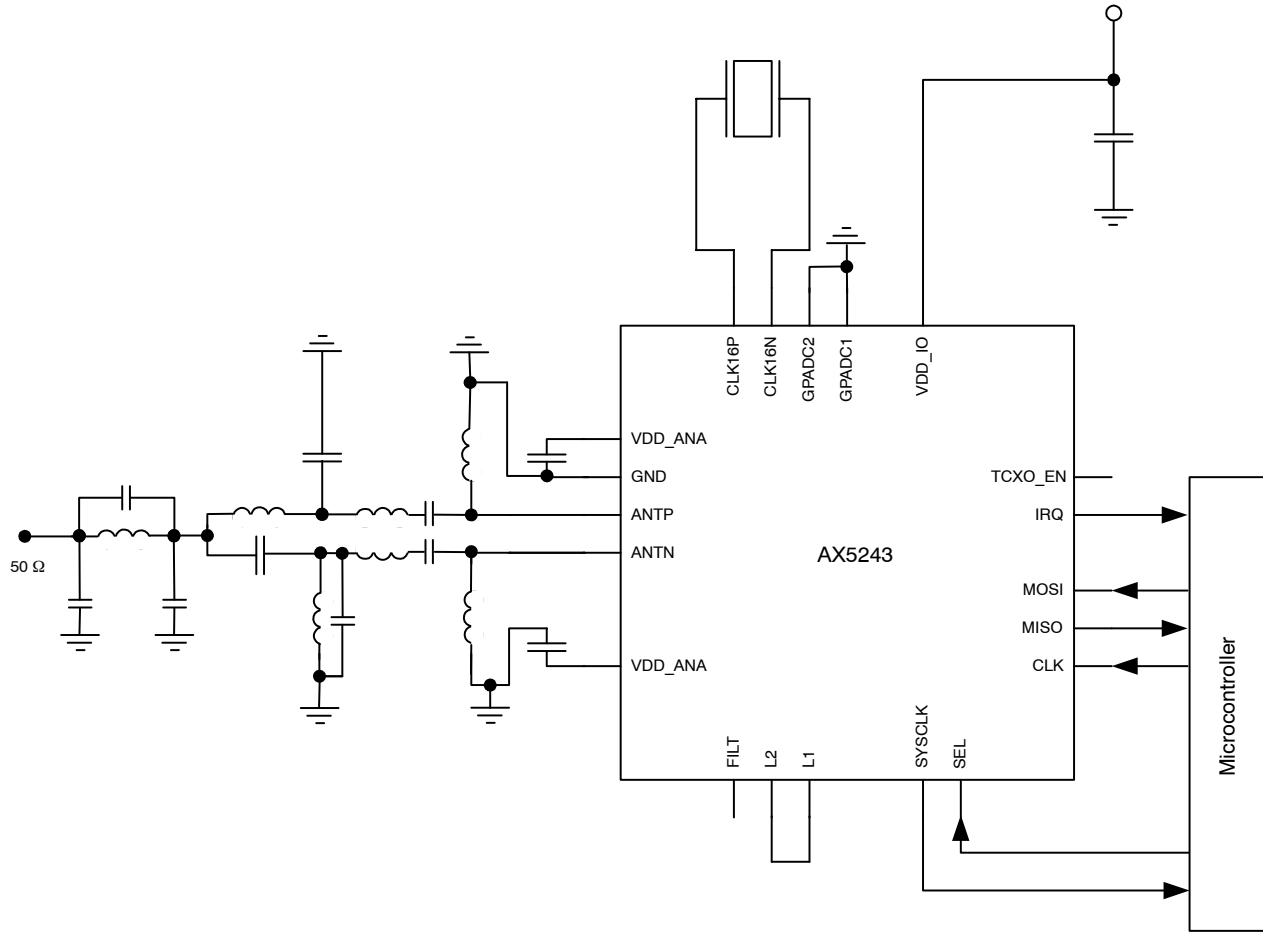 CLK16P
CLK16N
GPADC2
GPADC1
VDD_IO
VDD_ANA
GND
ANTP
ANTN
VDD_ANA
50 Ω
AX5243
TCXO_EN
IRQ
MOSI
MISO
CLK
Microcontroller
FILT
L2
L1
SYSCLK
SEL